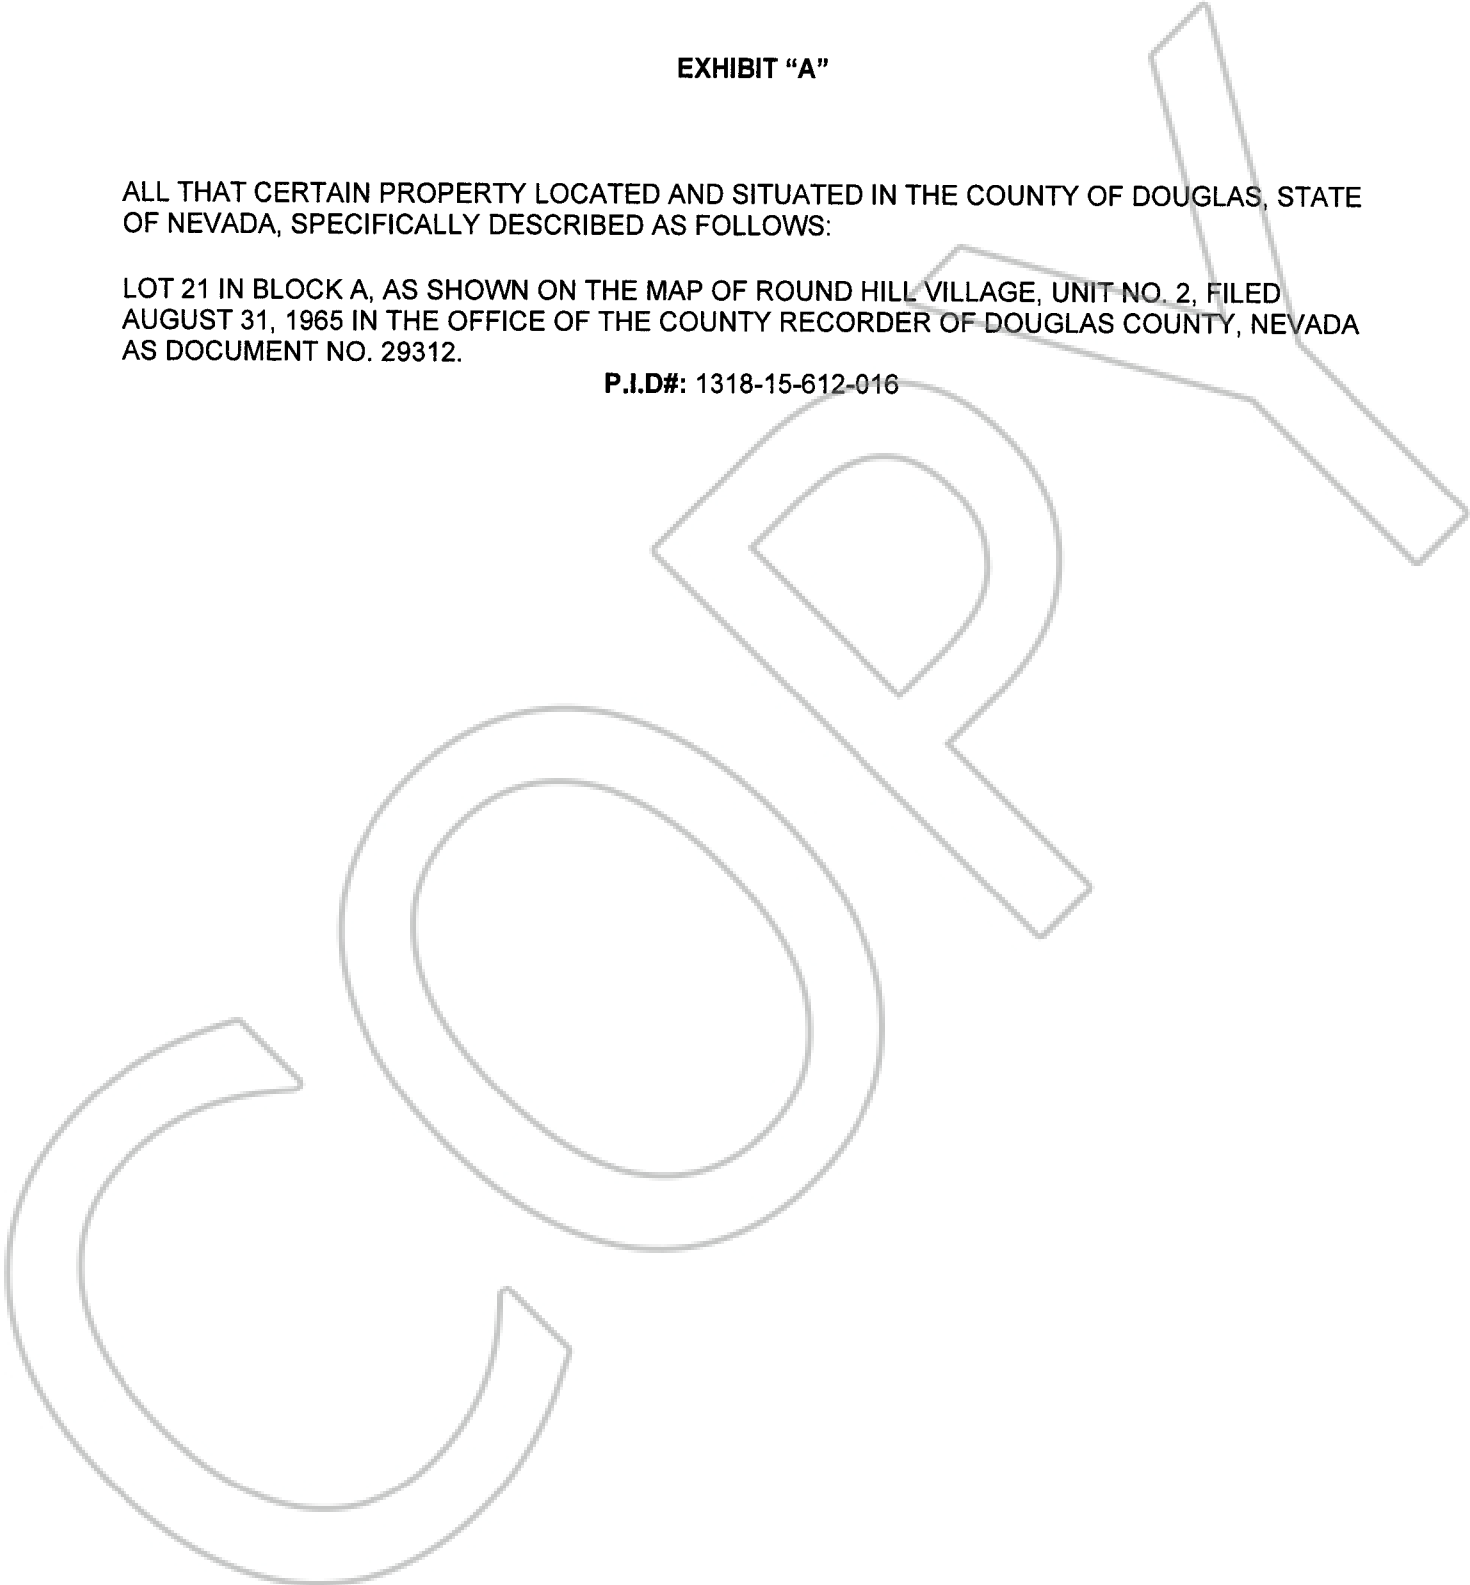 EXHIBIT “A”
ALL THAT CERTAIN PROPERTY LOCATED AND SITUATED IN THE COUNTY OF DOUGLAS, STATE
OF NEVADA, SPECIFICALLY DESCRIBED AS FOLLOWS:
LOT 21 IN BLOCK A, AS SHOWN ON THE MAP OF ROUND HILL VILLAGE, UNIT NO. 2, FILED
AUGUST 31, 1965 IN THE OFFICE OF THE COUNTY RECORDER OF DOUGLAS COUNTY, NEVADA
AS DOCUMENT NO. 29312.
P.I.D#: 1318-15-612-016
COPY